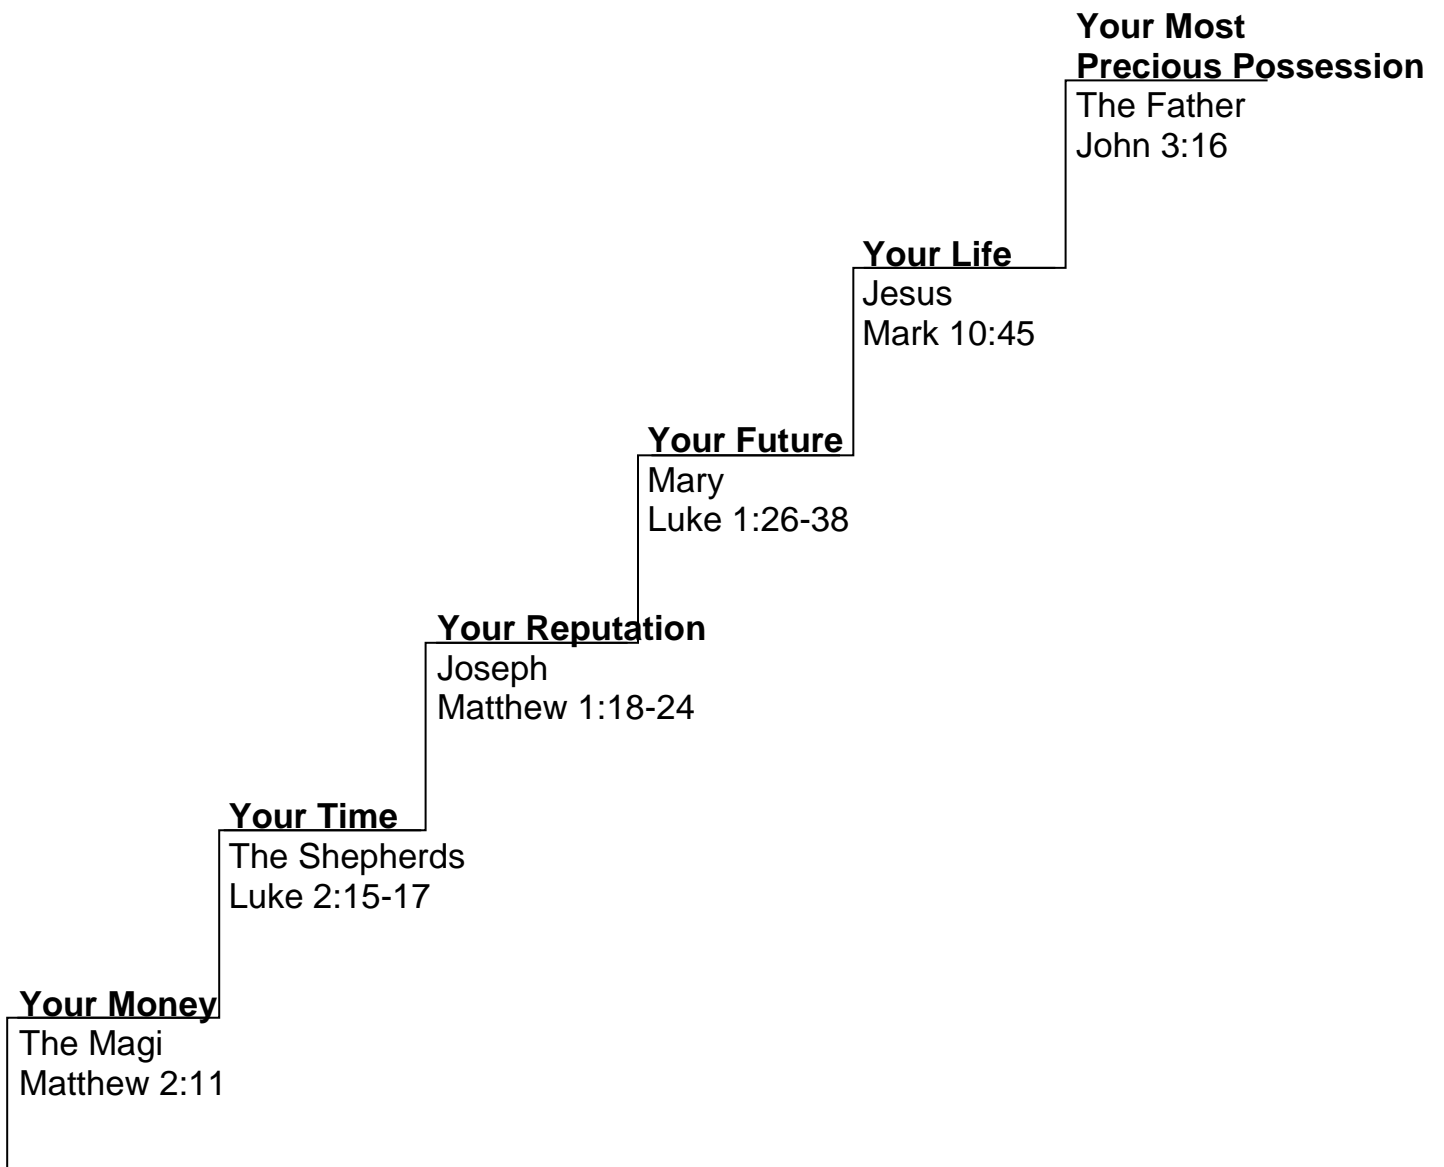 Your Most
Precious Possession
The Father
John 3:16
Your Life
Jesus
Mark 10:45
Your Future
Mary
Luke 1:26-38
Your Reputation
Joseph
Matthew 1:18-24
Your Time
The Shepherds
Luke 2:15-17
Your Money
The Magi
Matthew 2:11